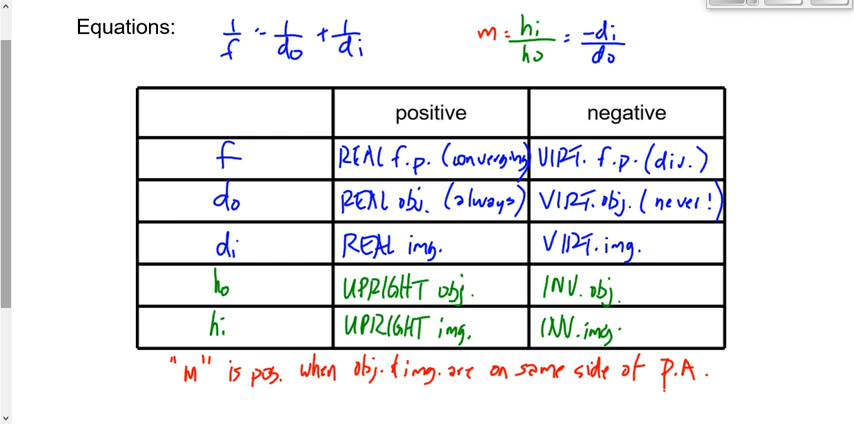 Equations: 1/f = 1/do + 1/di m = hi/ho = -di/do
positive negative
f REAL f.p. (converging) VIRT. f.p. (div.)
do REAL obj. (always) VIRT. obj. (never!)
di REAL img. VIRT. img.
ho UPRIGHT obj. INV. obj.
hi UPRIGHT img. INV. img.
"M" is pos. when obj. & img. are on same side of P.A.